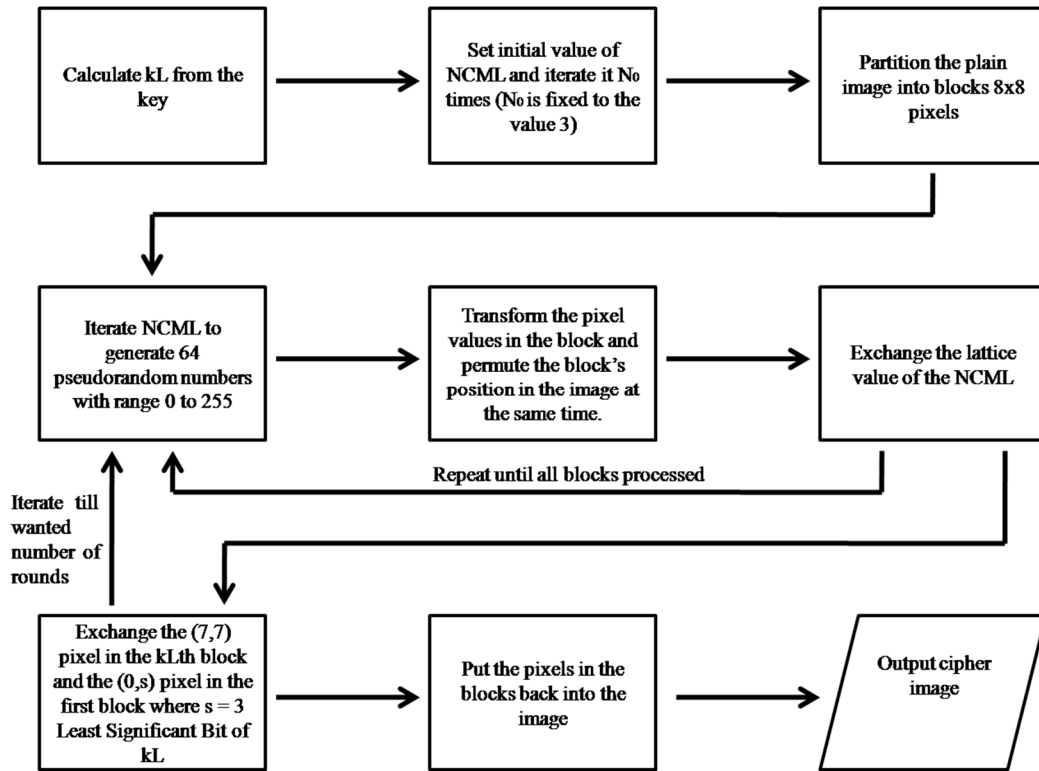 Calculate kL from the
key
Set initial value of
NCML and iterate it N₀
times (N₀ is fixed to the
value 3)
Partition the plain
image into blocks 8x8
pixels
Iterate NCML to
generate 64
pseudorandom numbers
with range 0 to 255
Transform the pixel
values in the block and
permute the block’s
position in the image at
the same time.
Exchange the lattice
value of the NCML
Repeat until all blocks processed
Iterate till
wanted
number of
rounds
Exchange the (7,7)
pixel in the kLth block
and the (0,s) pixel in the
first block where s = 3
Least Significant Bit of
kL
Put the pixels in the
blocks back into the
image
Output cipher
image